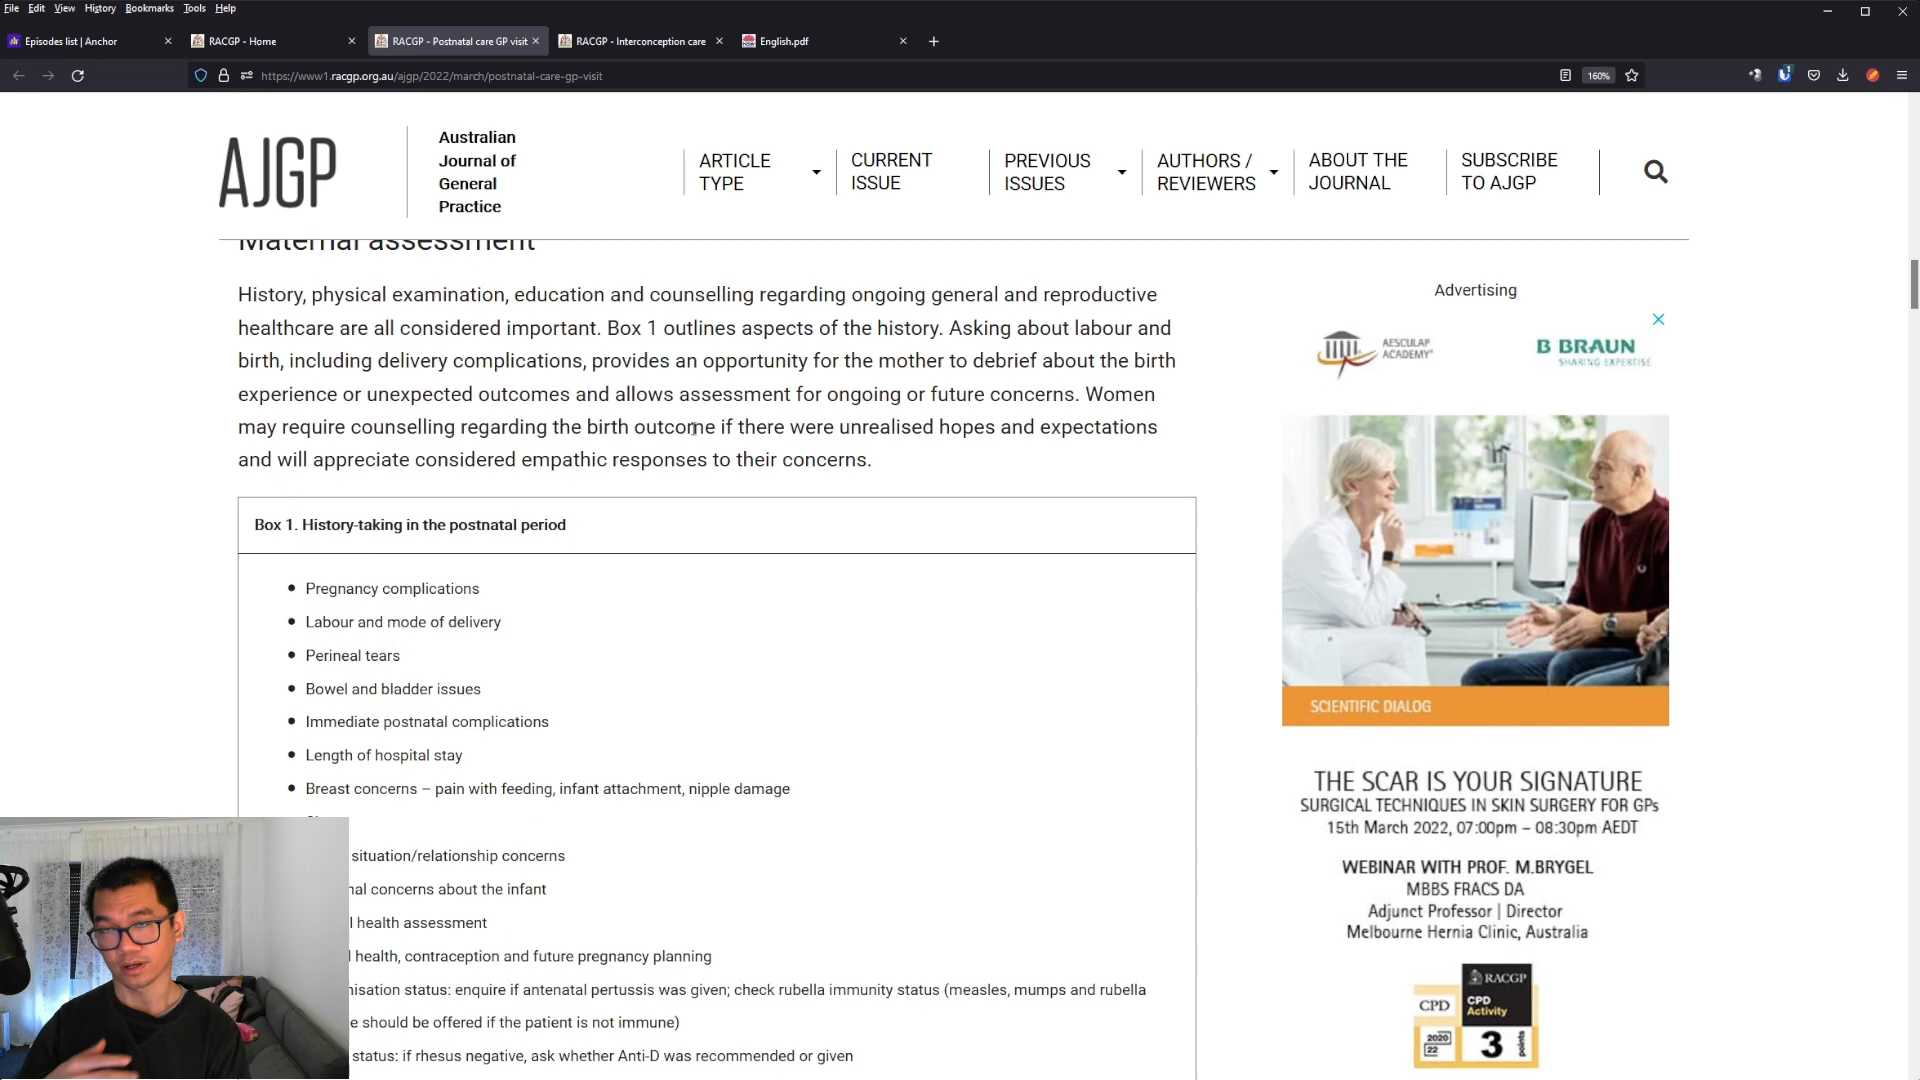 File Edit View History Bookmarks Tools Help
Episodes list | Anchor
RACGP - Home
RACGP - Postnatal care GP visit
RACGP - Interconception care
English.pdf
https://www1.racgp.org.au/ajgp/2022/march/postnatal-care-gp-visit
160%
1
AJGP
Australian
Journal of
General
Practice
ARTICLE
TYPE
CURRENT
ISSUE
PREVIOUS
ISSUES
AUTHORS /
REVIEWERS
ABOUT THE
JOURNAL
SUBSCRIBE
TO AJGP
Maternal assessment
History, physical examination, education and counselling regarding ongoing general and reproductive
healthcare are all considered important. Box 1 outlines aspects of the history. Asking about labour and
birth, including delivery complications, provides an opportunity for the mother to debrief about the birth
experience or unexpected outcomes and allows assessment for ongoing or future concerns. Women
may require counselling regarding the birth outcome if there were unrealised hopes and expectations
and will appreciate considered empathic responses to their concerns.
Box 1. History-taking in the postnatal period
• Pregnancy complications
• Labour and mode of delivery
• Perineal tears
• Bowel and bladder issues
• Immediate postnatal complications
• Length of hospital stay
• Breast concerns – pain with feeding, infant attachment, nipple damage
situation/relationship concerns
nal concerns about the infant
l health assessment
l health, contraception and future pregnancy planning
nisation status: enquire if antenatal pertussis was given; check rubella immunity status (measles, mumps and rubella
e should be offered if the patient is not immune)
status: if rhesus negative, ask whether Anti-D was recommended or given
Advertising
AESCULAP
ACADEMY®
B BRAUN
SHARING EXPERTISE
SCIENTIFIC DIALOG
THE SCAR IS YOUR SIGNATURE
SURGICAL TECHNIQUES IN SKIN SURGERY FOR GPs
15th March 2022, 07:00pm – 08:30pm AEDT
WEBINAR WITH PROF. M.BRYGEL
MBBS FRACS DA
Adjunct Professor | Director
Melbourne Hernia Clinic, Australia
RACGP
CPD
CPD
Activity
2020
22
3
points